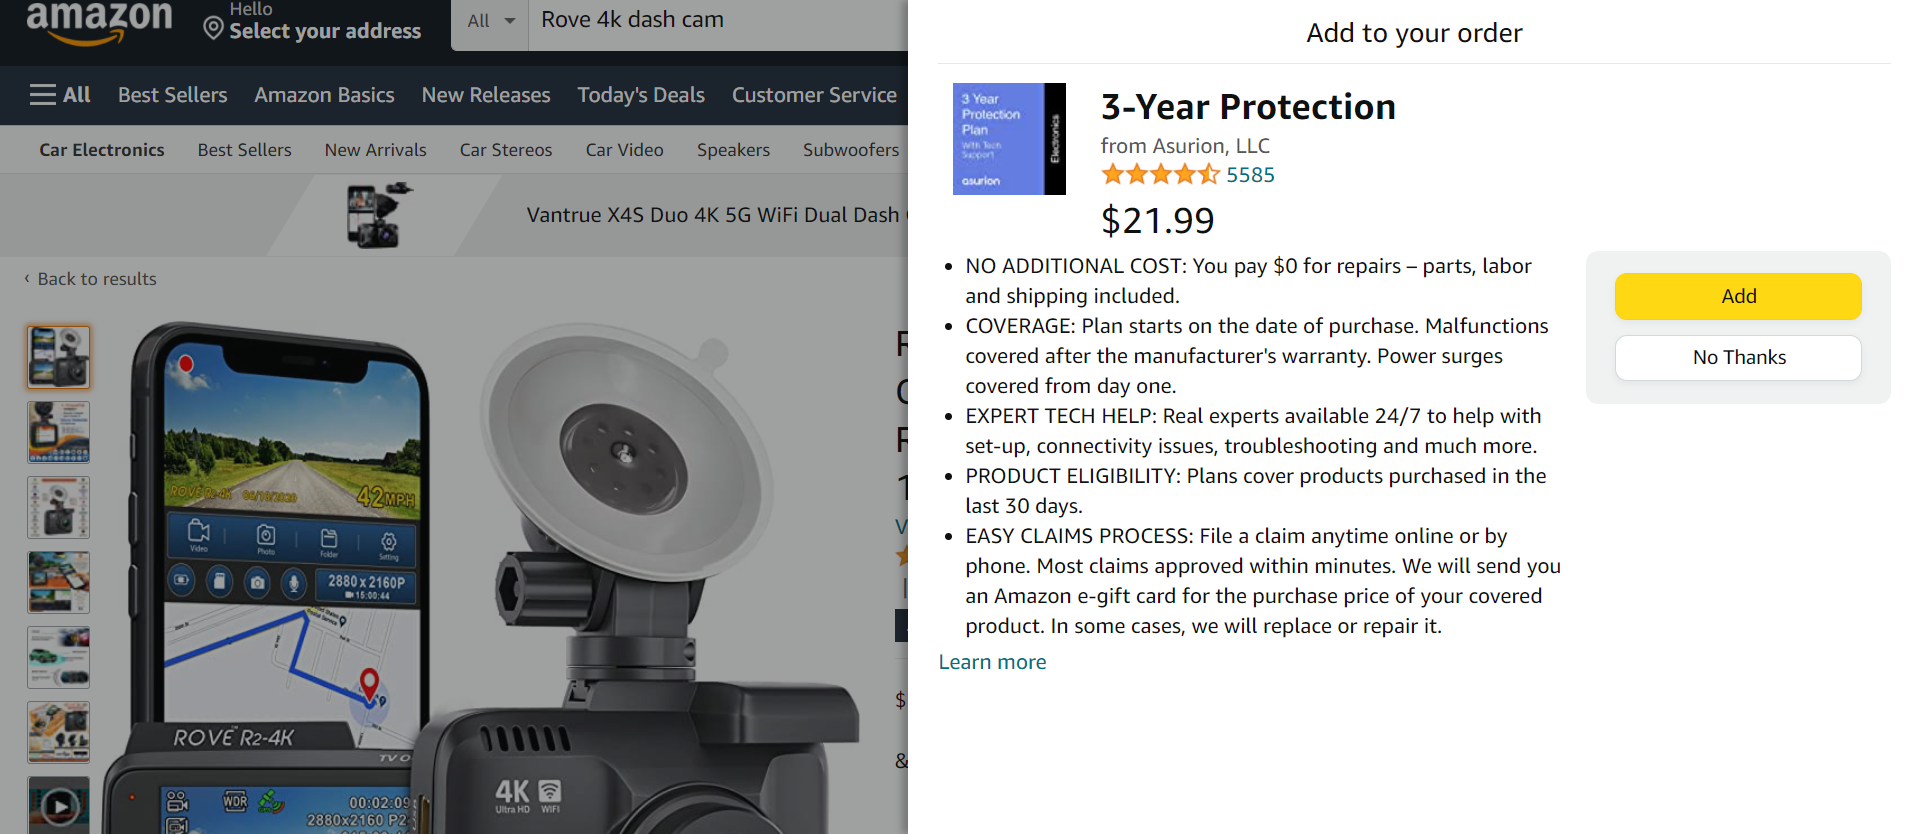 amazon
Hello
Select your address
All
Rove 4k dash cam
All
Best Sellers
Amazon Basics
New Releases
Today's Deals
Customer Service
Car Electronics
Best Sellers
New Arrivals
Car Stereos
Car Video
Speakers
Subwoofers
Vantrue X4S Duo 4K 5G WiFi Dual Dash
‹ Back to results
ROVE R2-4K 06/10/2020
42MPH
Video
Photo
Folder
Setting
2880 x 2160P
15:00:44
ROVE R2-4K
TV O
WDR
00:02:09
2880x2160 P2
4K
Ultra HD
WIFI
$
&
Add to your order
3 Year
Protection
Plan
With Tech
Support
asurion
Electronics
3-Year Protection
from Asurion, LLC
5585
$21.99
• NO ADDITIONAL COST: You pay $0 for repairs – parts, labor
and shipping included.
• COVERAGE: Plan starts on the date of purchase. Malfunctions
covered after the manufacturer's warranty. Power surges
covered from day one.
• EXPERT TECH HELP: Real experts available 24/7 to help with
set-up, connectivity issues, troubleshooting and much more.
• PRODUCT ELIGIBILITY: Plans cover products purchased in the
last 30 days.
• EASY CLAIMS PROCESS: File a claim anytime online or by
phone. Most claims approved within minutes. We will send you
an Amazon e-gift card for the purchase price of your covered
product. In some cases, we will replace or repair it.
Learn more
Add
No Thanks